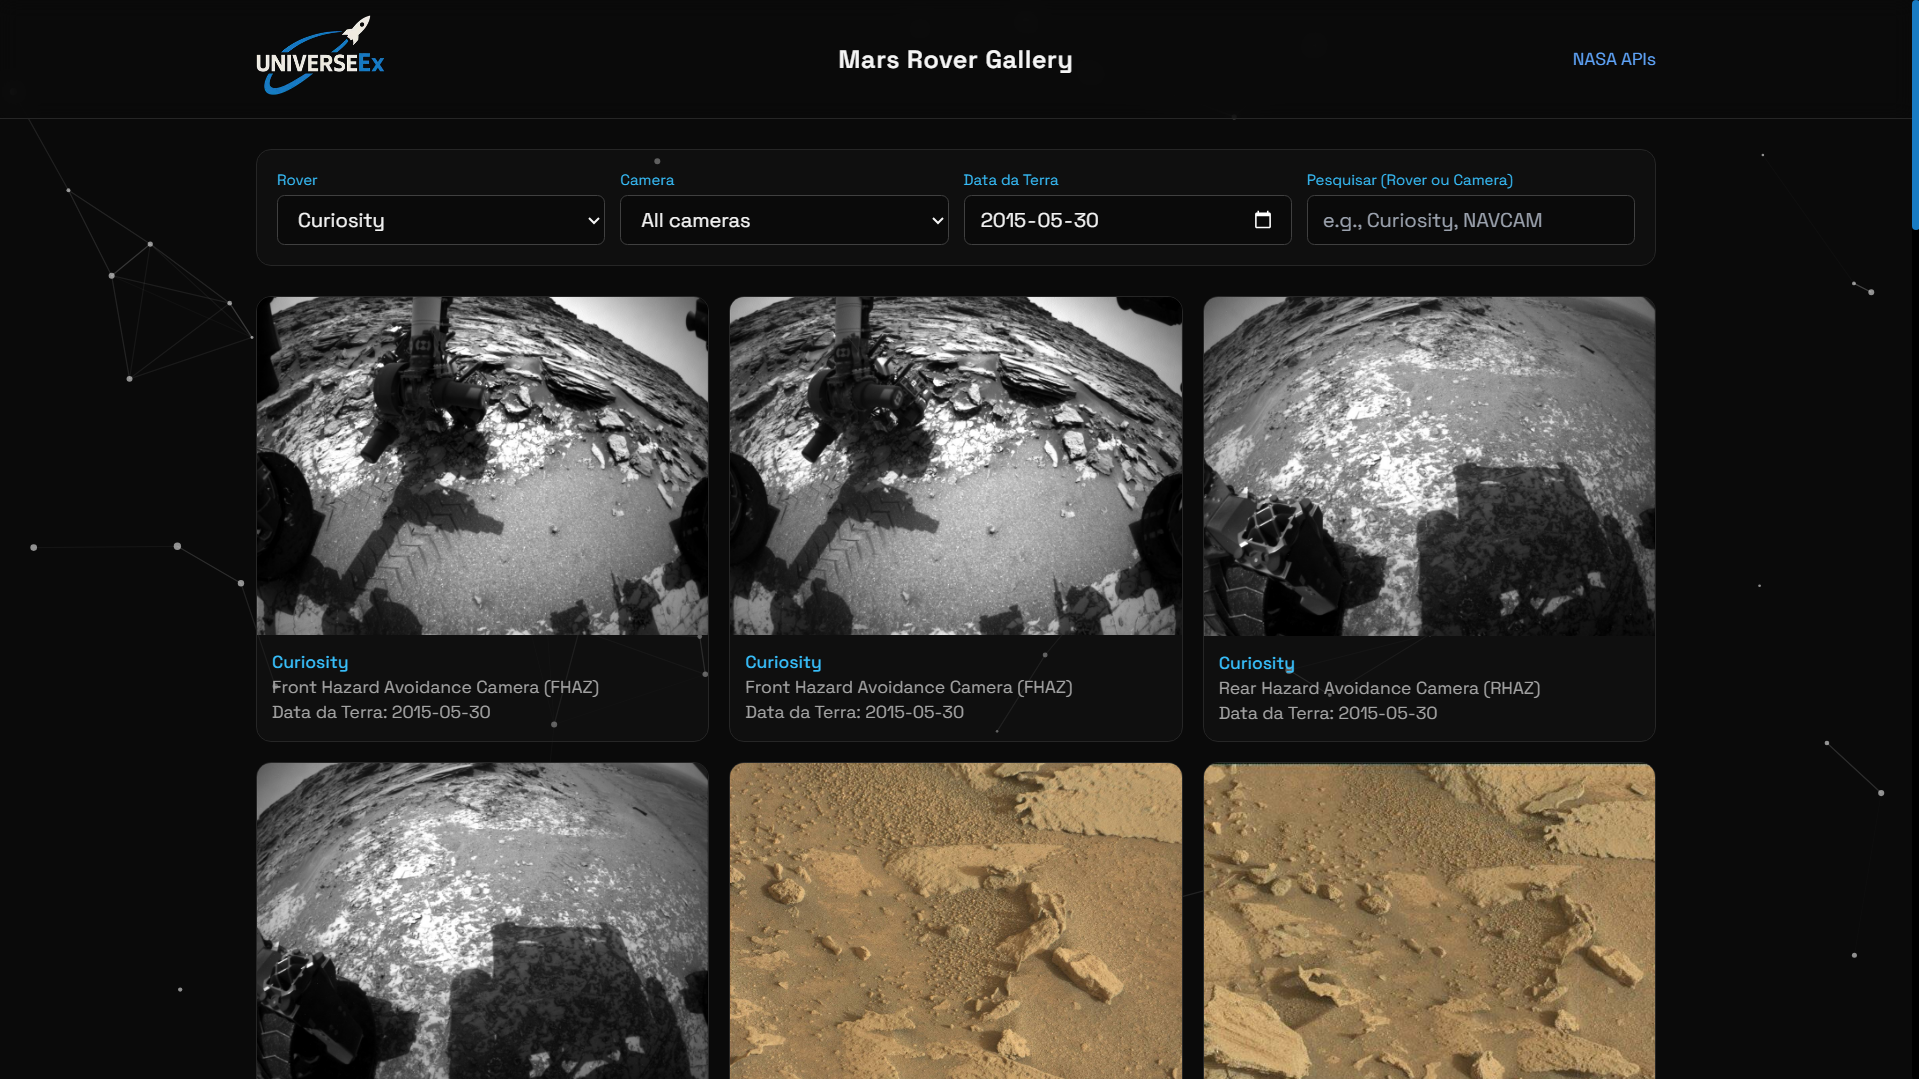 UNIVERSEEx
Mars Rover Gallery
NASA APIs
Rover
Camera
Data da Terra
Pesquisar (Rover ou Camera)
Curiosity
All cameras
2015-05-30
e.g., Curiosity, NAVCAM
Curiosity
Front Hazard Avoidance Camera (FHAZ)
Data da Terra: 2015-05-30
Curiosity
Front Hazard Avoidance Camera (FHAZ)
Data da Terra: 2015-05-30
Curiosity
Rear Hazard Avoidance Camera (RHAZ)
Data da Terra: 2015-05-30